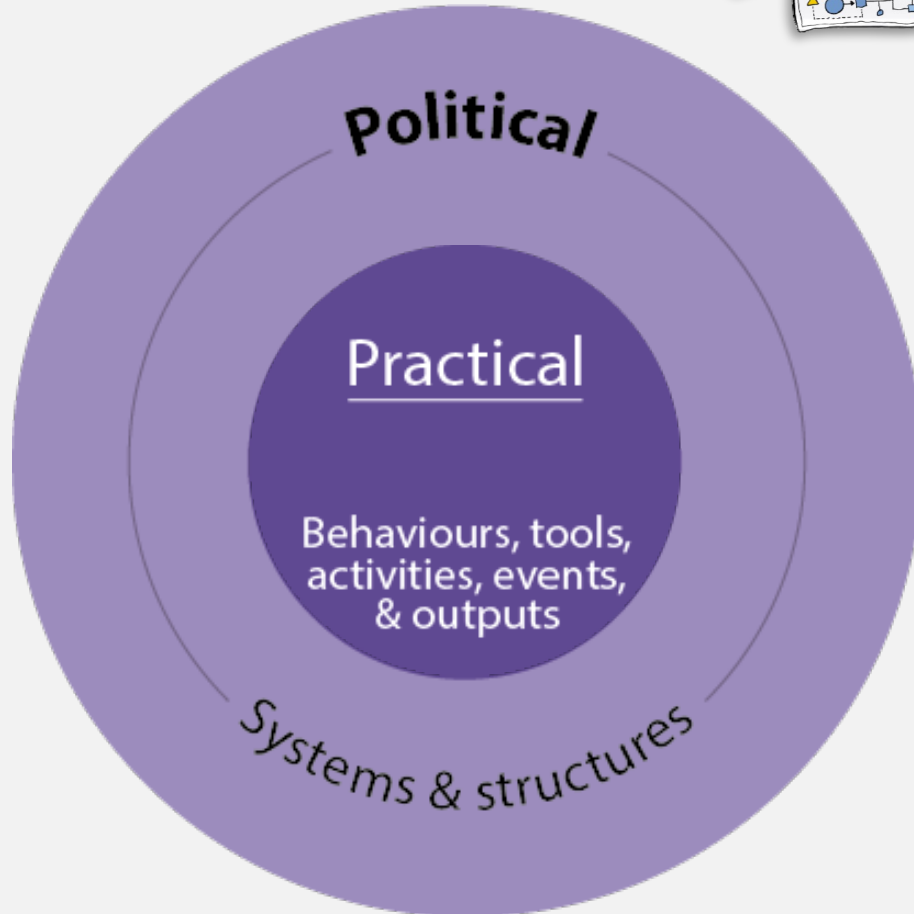 Political
Practical
Behaviours, tools,
activities, events,
& outputs
Systems & structures